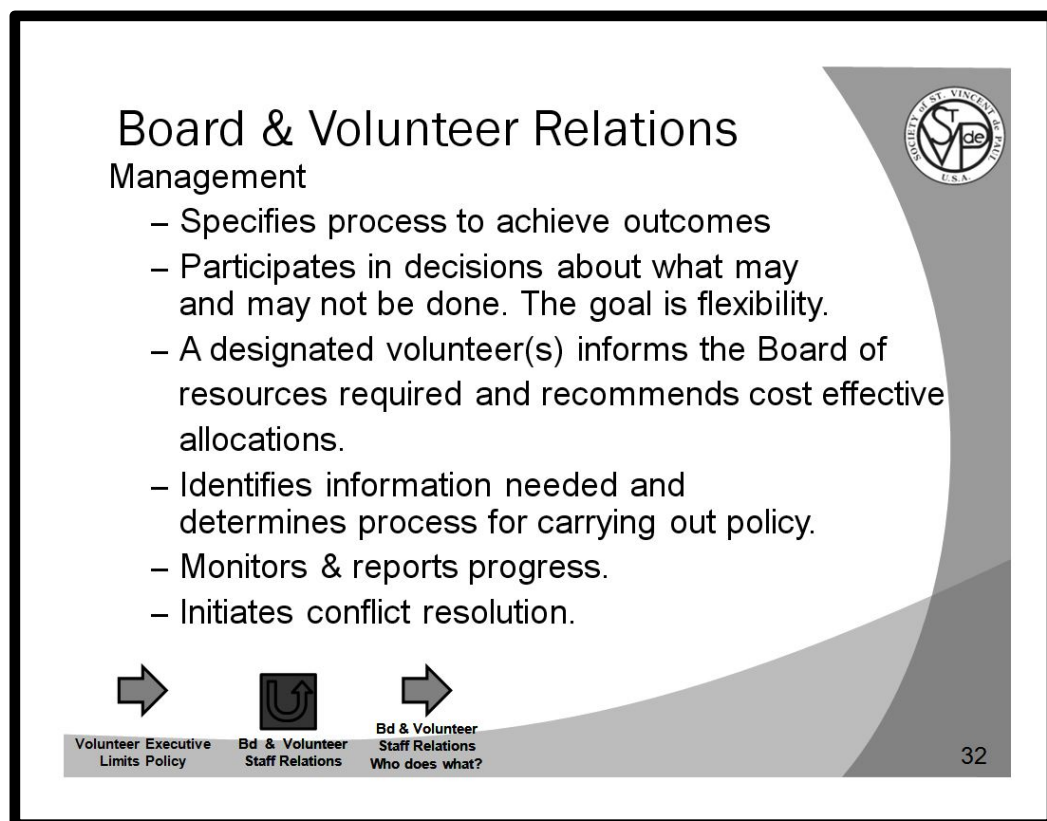 Board & Volunteer Relations
SOCIETY of ST. VINCENT de PAUL
U.S.A.
ST
V de
P
Management
– Specifies process to achieve outcomes
– Participates in decisions about what may
and may not be done. The goal is flexibility.
– A designated volunteer(s) informs the Board of
resources required and recommends cost effective
allocations.
– Identifies information needed and
determines process for carrying out policy.
– Monitors & reports progress.
– Initiates conflict resolution.
Volunteer Executive
Limits Policy
Bd & Volunteer
Staff Relations
Bd & Volunteer
Staff Relations
Who does what?
32